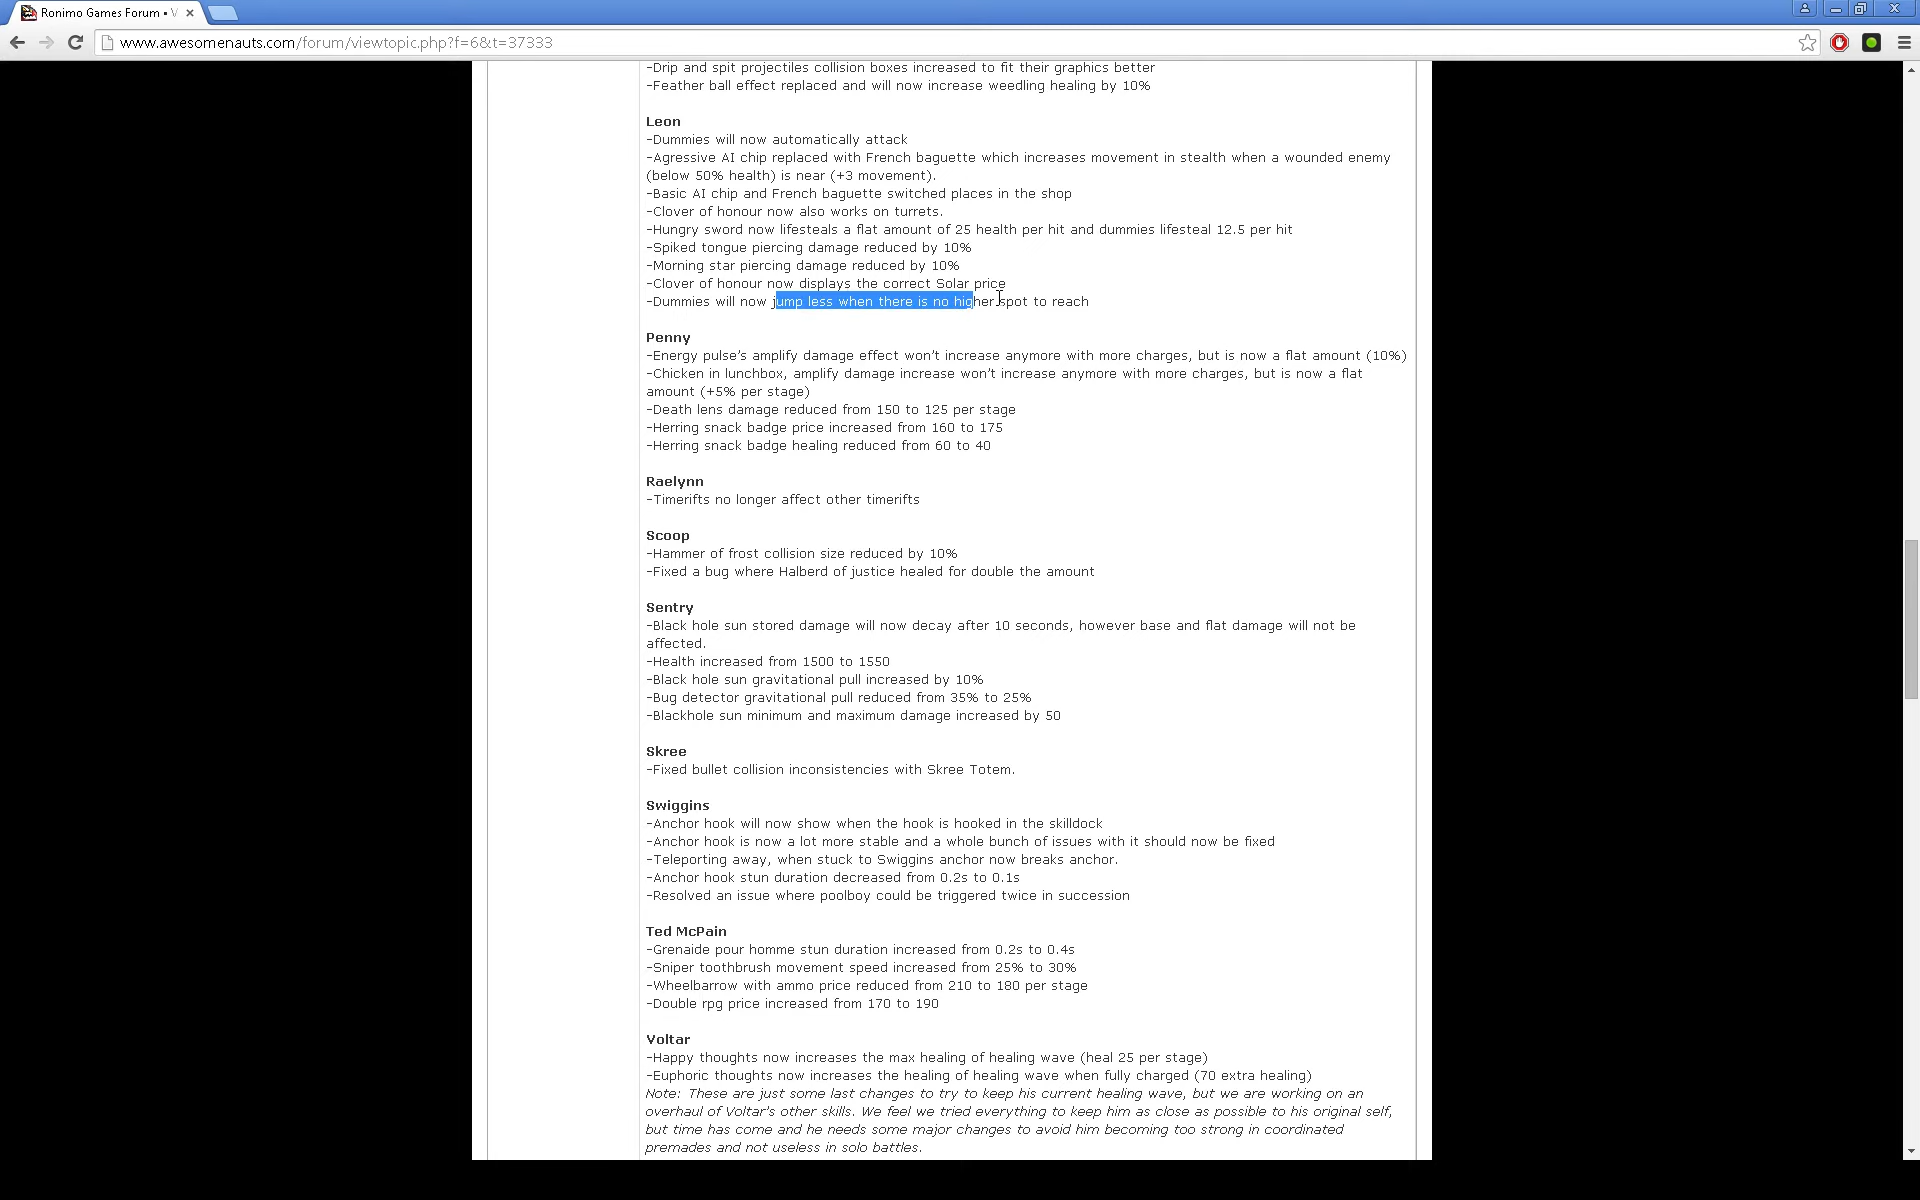 Ronimo Games Forum • V
www.awesomenauts.com/forum/viewtopic.php?f=6&t=37333
-Drip and spit projectiles collision boxes increased to fit their graphics better
-Feather ball effect replaced and will now increase weedling healing by 10%
Leon
-Dummies will now automatically attack
-Agressive AI chip replaced with French baguette which increases movement in stealth when a wounded enemy
(below 50% health) is near (+3 movement).
-Basic AI chip and French baguette switched places in the shop
-Clover of honour now also works on turrets.
-Hungry sword now lifesteals a flat amount of 25 health per hit and dummies lifesteal 12.5 per hit
-Spiked tongue piercing damage reduced by 10%
-Morning star piercing damage reduced by 10%
-Clover of honour now displays the correct Solar price
-Dummies will now jump less when there is no higher spot to reach
Penny
-Energy pulse's amplify damage effect won't increase anymore with more charges, but is now a flat amount (10%)
-Chicken in lunchbox, amplify damage increase won't increase anymore with more charges, but is now a flat
amount (+5% per stage)
-Death lens damage reduced from 150 to 125 per stage
-Herring snack badge price increased from 160 to 175
-Herring snack badge healing reduced from 60 to 40
Raelynn
-Timerifts no longer affect other timerifts
Scoop
-Hammer of frost collision size reduced by 10%
-Fixed a bug where Halberd of justice healed for double the amount
Sentry
-Black hole sun stored damage will now decay after 10 seconds, however base and flat damage will not be
affected.
-Health increased from 1500 to 1550
-Black hole sun gravitational pull increased by 10%
-Bug detector gravitational pull reduced from 35% to 25%
-Blackhole sun minimum and maximum damage increased by 50
Skree
-Fixed bullet collision inconsistencies with Skree Totem.
Swiggins
-Anchor hook will now show when the hook is hooked in the skilldock
-Anchor hook is now a lot more stable and a whole bunch of issues with it should now be fixed
-Teleporting away, when stuck to Swiggins anchor now breaks anchor.
-Anchor hook stun duration decreased from 0.2s to 0.1s
-Resolved an issue where poolboy could be triggered twice in succession
Ted McPain
-Grenaide pour homme stun duration increased from 0.2s to 0.4s
-Sniper toothbrush movement speed increased from 25% to 30%
-Wheelbarrow with ammo price reduced from 210 to 180 per stage
-Double rpg price increased from 170 to 190
Voltar
-Happy thoughts now increases the max healing of healing wave (heal 25 per stage)
-Euphoric thoughts now increases the healing of healing wave when fully charged (70 extra healing)
Note: These are just some last changes to try to keep his current healing wave, but we are working on an
overhaul of Voltar's other skills. We feel we tried everything to keep him as close as possible to his original self,
but time has come and he needs some major changes to avoid him becoming too strong in coordinated
premades and not useless in solo battles.